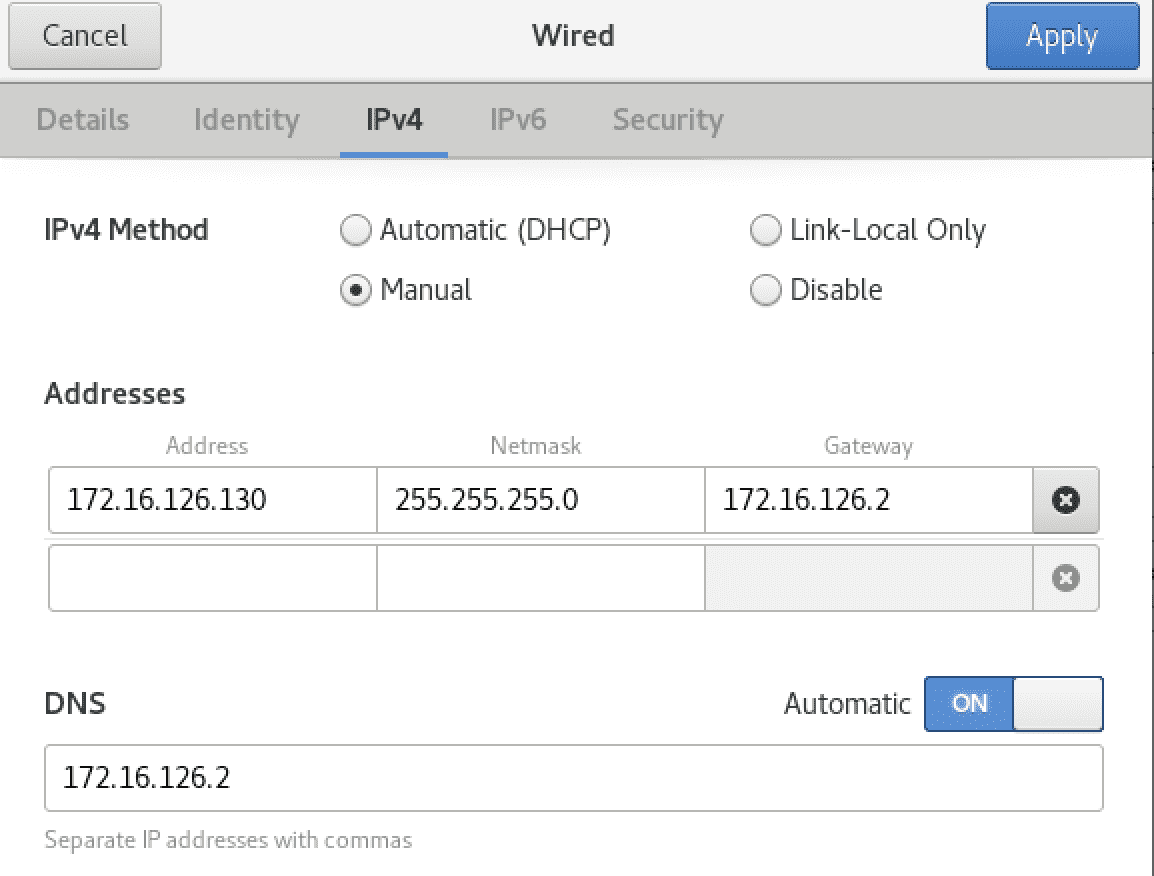 Cancel Wired Apply
Details Identity IPv4 IPv6 Security
IPv4 Method Automatic (DHCP) Link-Local Only
Manual Disable
Addresses
Address Netmask Gateway
172.16.126.130 255.255.255.0 172.16.126.2
DNS Automatic ON
172.16.126.2
Separate IP addresses with commas